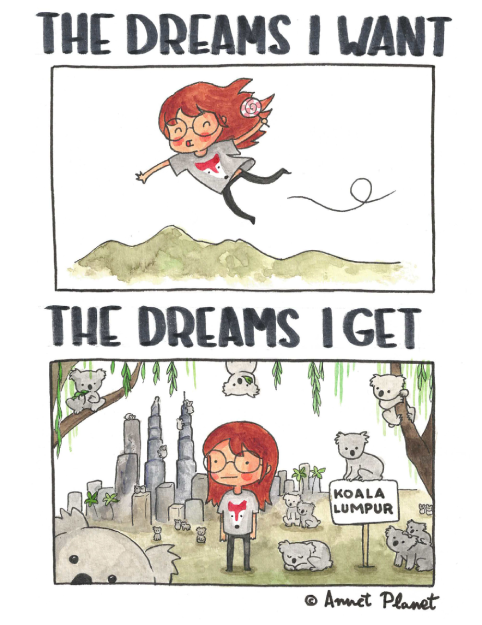 THE DREAMS I WANT
THE DREAMS I GET
KOALA
LUMPUR
© Annet Planet